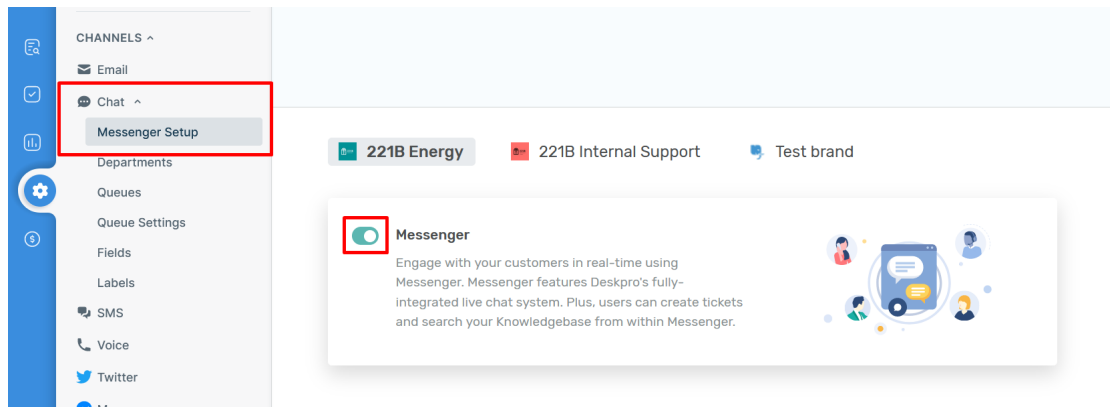 CHANNELS
Email
Chat
Messenger Setup
Departments
Queues
Queue Settings
Fields
Labels
SMS
Voice
Twitter
221B Energy
221B Internal Support
Test brand
Messenger
Engage with your customers in real-time using
Messenger. Messenger features Deskpro's fully-
integrated live chat system. Plus, users can create tickets
and search your Knowledgebase from within Messenger.